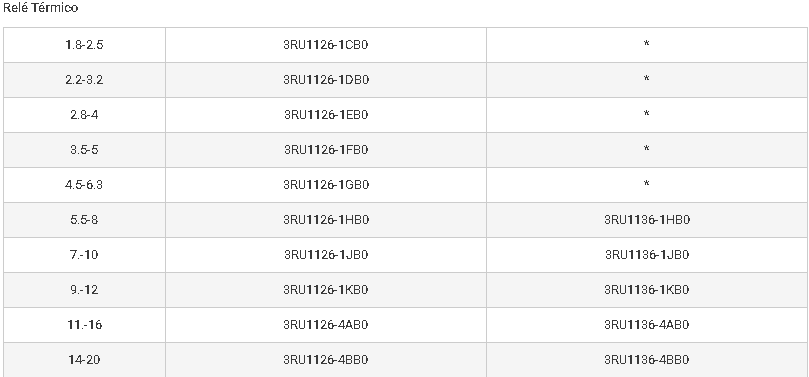 Relé Térmico
1.8-2.5 3RU1126-1CB0 *
2.2-3.2 3RU1126-1DB0 *
2.8-4 3RU1126-1EB0 *
3.5-5 3RU1126-1FB0 *
4.5-6.3 3RU1126-1GB0 *
5.5-8 3RU1126-1HB0 3RU1136-1HB0
7.-10 3RU1126-1JB0 3RU1136-1JB0
9.-12 3RU1126-1KB0 3RU1136-1KB0
11.-16 3RU1126-4AB0 3RU1136-4AB0
14-20 3RU1126-4BB0 3RU1136-4BB0